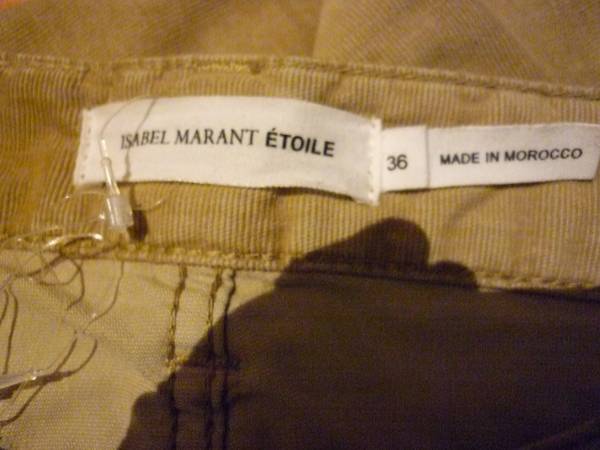 ISABEL MARANT ÉTOILE
36
MADE IN MOROCCO